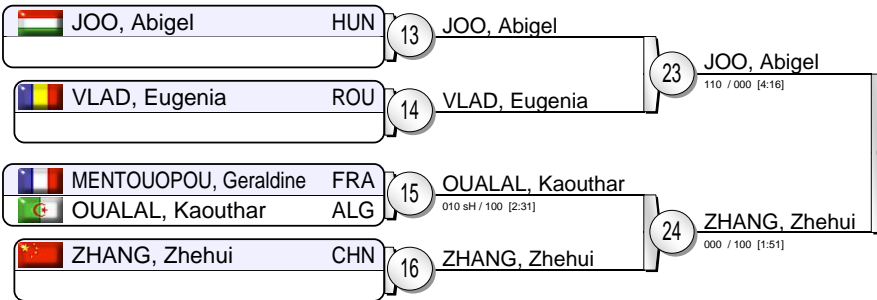 JOO, Abigel HUN
13
JOO, Abigel
23
JOO, Abigel
110 / 000 [4:16]
VLAD, Eugenia ROU
14
VLAD, Eugenia
MENTOUOPOU, Geraldine FRA
OUALAL, Kaouthar ALG
15
OUALAL, Kaouthar
010 sH / 100 [2:31]
24
ZHANG, Zhehui
000 / 100 [1:51]
ZHANG, Zhehui CHN
16
ZHANG, Zhehui